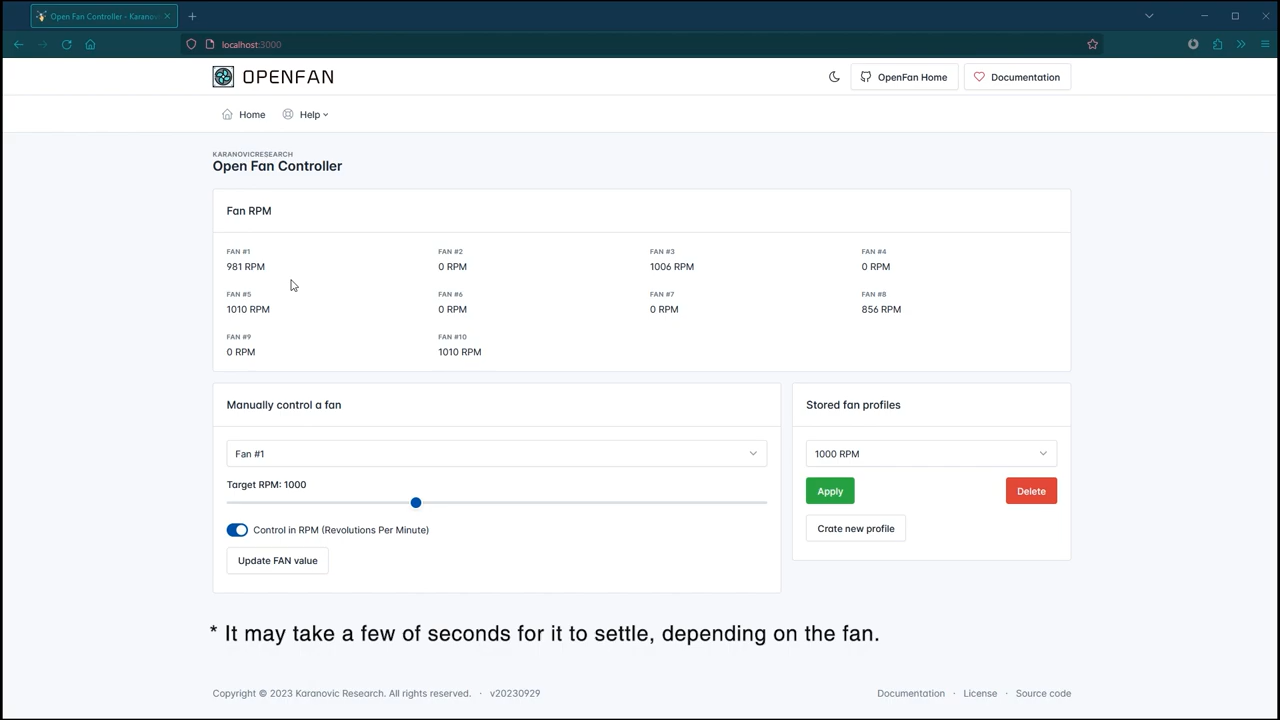 Open Fan Controller - Karanovi
localhost:3000
OPENFAN
OpenFan Home
Documentation
Home
Help
KARANOVICRESEARCH
Open Fan Controller
Fan RPM
FAN #1
981 RPM
FAN #2
0 RPM
FAN #3
1006 RPM
FAN #4
0 RPM
FAN #5
1010 RPM
FAN #6
0 RPM
FAN #7
0 RPM
FAN #8
856 RPM
FAN #9
0 RPM
FAN #10
1010 RPM
Manually control a fan
Fan #1
Target RPM: 1000
Control in RPM (Revolutions Per Minute)
Update FAN value
Stored fan profiles
1000 RPM
Apply
Delete
Crate new profile
* It may take a few of seconds for it to settle, depending on the fan.
Copyright © 2023 Karanovic Research. All rights reserved. · v20230929
Documentation · License · Source code